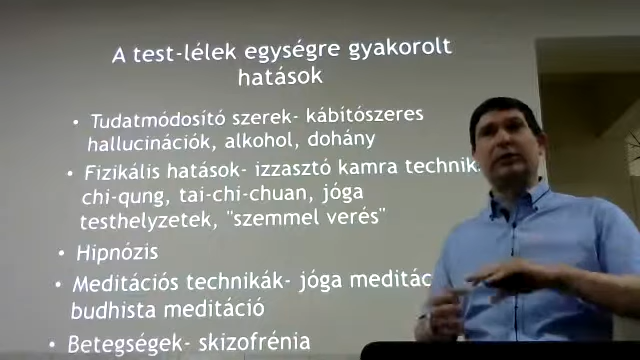 A test-lélek egységre gyakorolt
hatások
• Tudatmódosító szerek- kábítószeres
hallucinációk, alkohol, dohány
• Fizikális hatások- izzasztó kamra technik
chi-qung, tai-chi-chuan, jóga
testhelyzetek, "szemmel verés"
• Hipnózis
• Meditációs technikák- jóga meditác
budhista meditáció
• Betegségek- skizofrénia